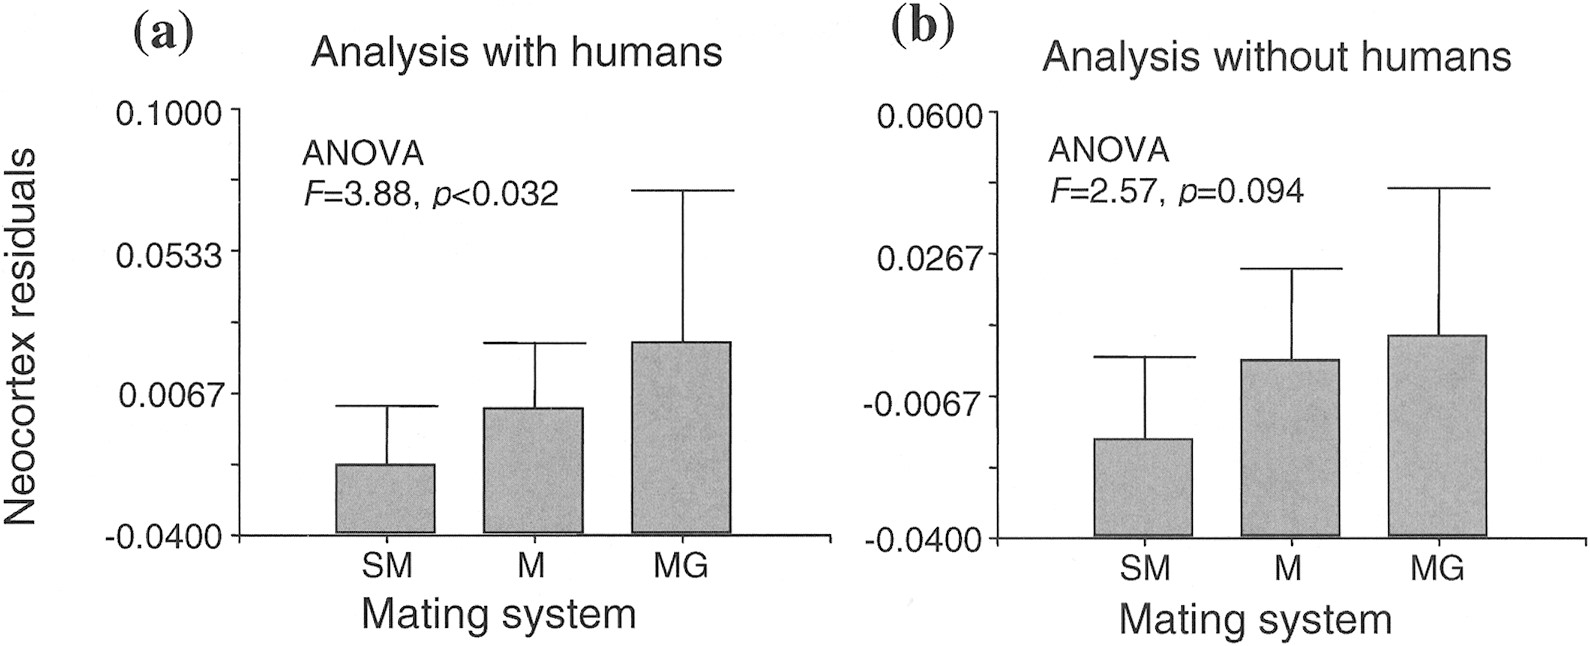 (a)
Analysis with humans
Neocortex residuals
0.1000
0.0533
0.0067
-0.0400
ANOVA
F=3.88, p<0.032
SM M MG
Mating system
(b)
Analysis without humans
0.0600
0.0267
-0.0067
-0.0400
ANOVA
F=2.57, p=0.094
SM M MG
Mating system